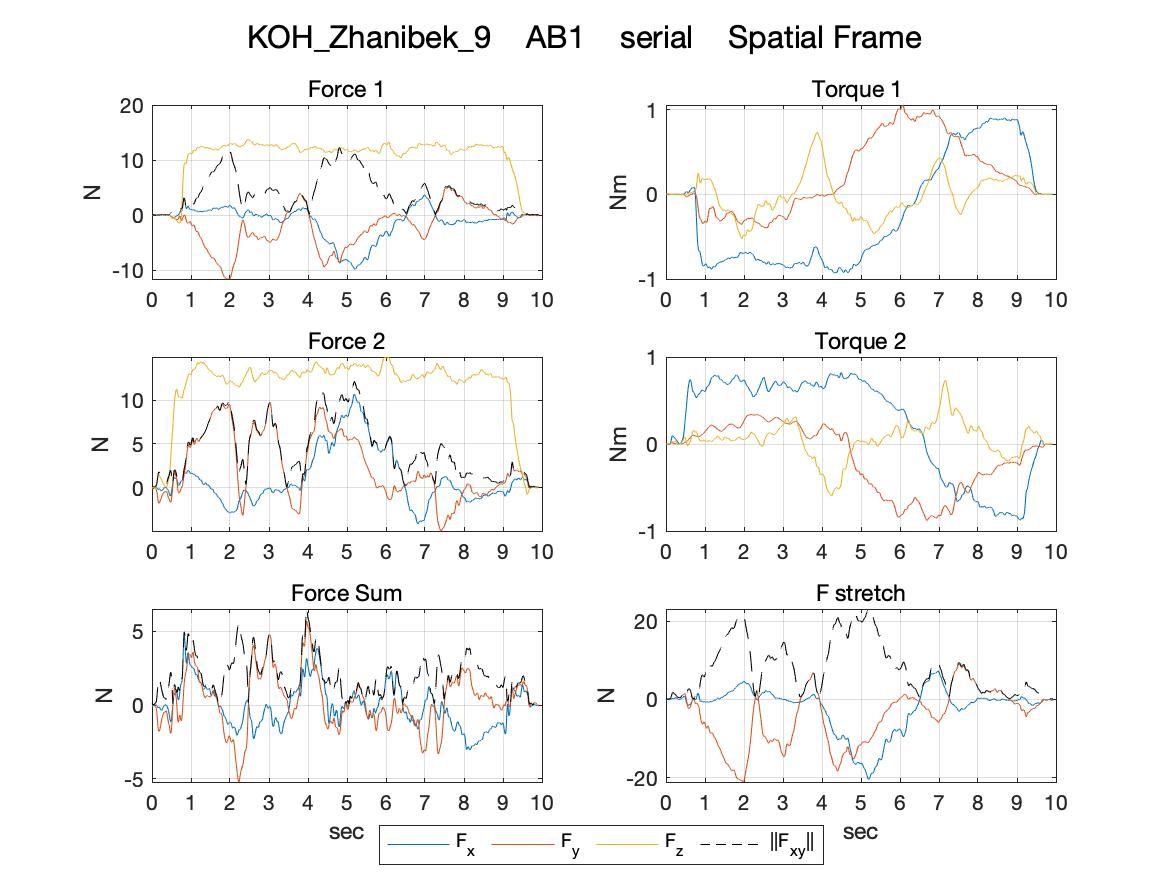 KOH_Zhanibek_9 AB1 serial Spatial Frame
Force 1
20
10
0
-10
N
0 1 2 3 4 5 6 7 8 9 10
Torque 1
1
0
-1
Nm
0 1 2 3 4 5 6 7 8 9 10
Force 2
10
5
0
N
0 1 2 3 4 5 6 7 8 9 10
Torque 2
1
0
-1
Nm
0 1 2 3 4 5 6 7 8 9 10
Force Sum
5
0
-5
N
0 1 2 3 4 5 6 7 8 9 10
sec
F stretch
20
0
-20
N
0 1 2 3 4 5 6 7 8 9 10
sec
Fx Fy Fz ||Fxy||